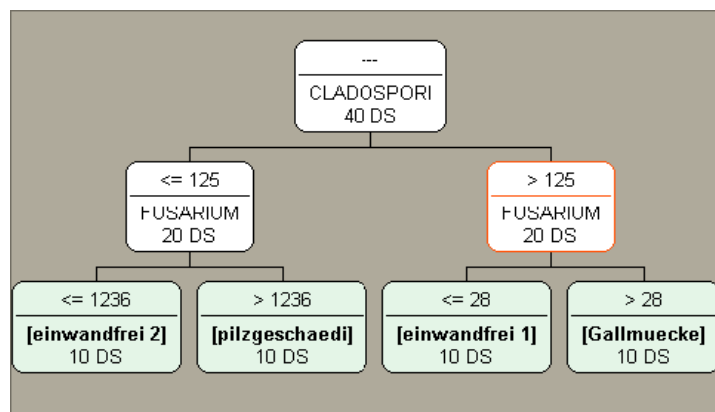 ---
CLADOSPORI
40 DS
<= 125
FUSARIUM
20 DS
> 125
FUSARIUM
20 DS
<= 1236
[einwandfrei 2]
10 DS
> 1236
[pilzgeschaedi]
10 DS
<= 28
[einwandfrei 1]
10 DS
> 28
[Gallmuecke]
10 DS